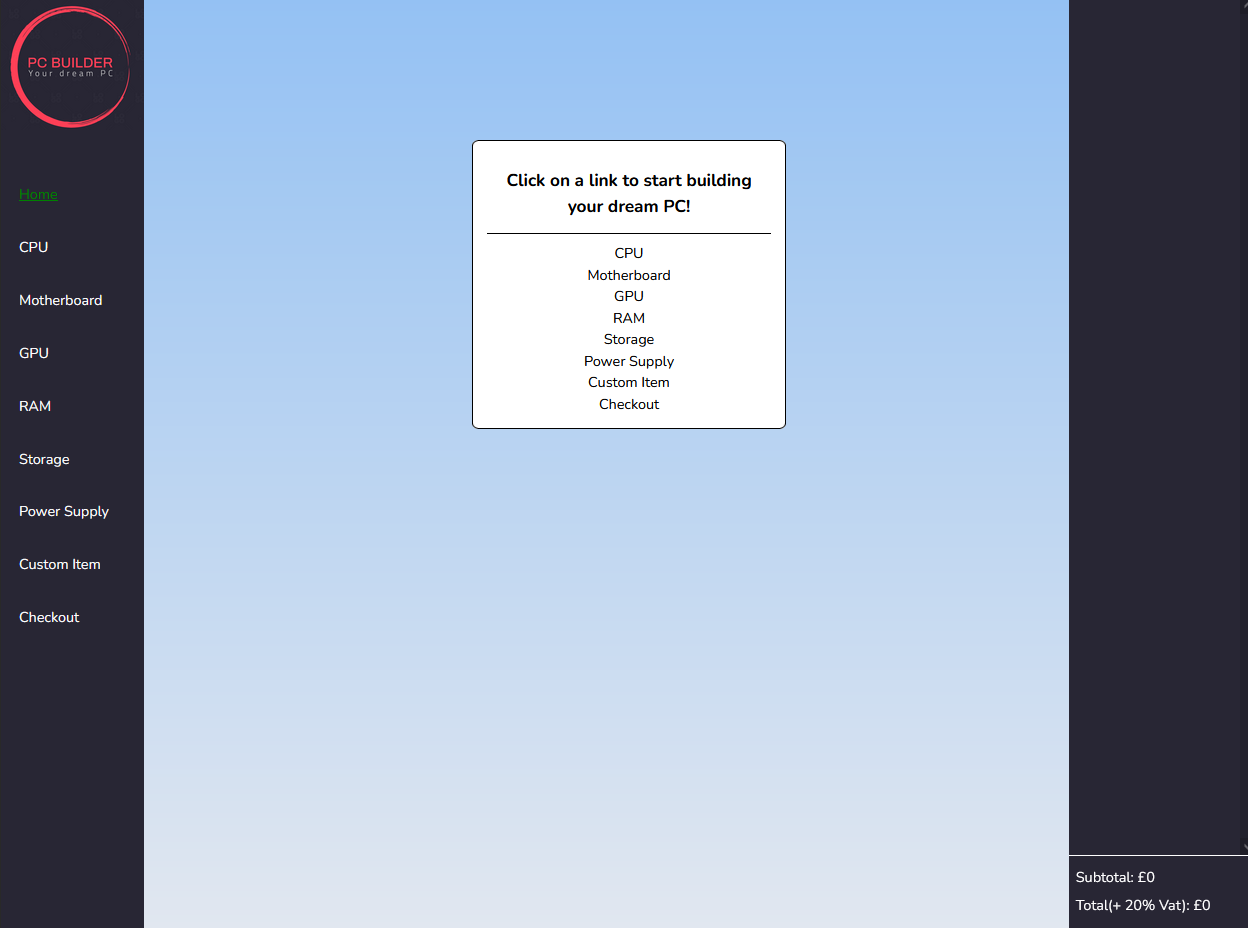 PC BUILDER
Your dream PC
Home
CPU
Motherboard
GPU
RAM
Storage
Power Supply
Custom Item
Checkout
Click on a link to start building
your dream PC!
CPU
Motherboard
GPU
RAM
Storage
Power Supply
Custom Item
Checkout
Subtotal: £0
Total(+ 20% Vat): £0